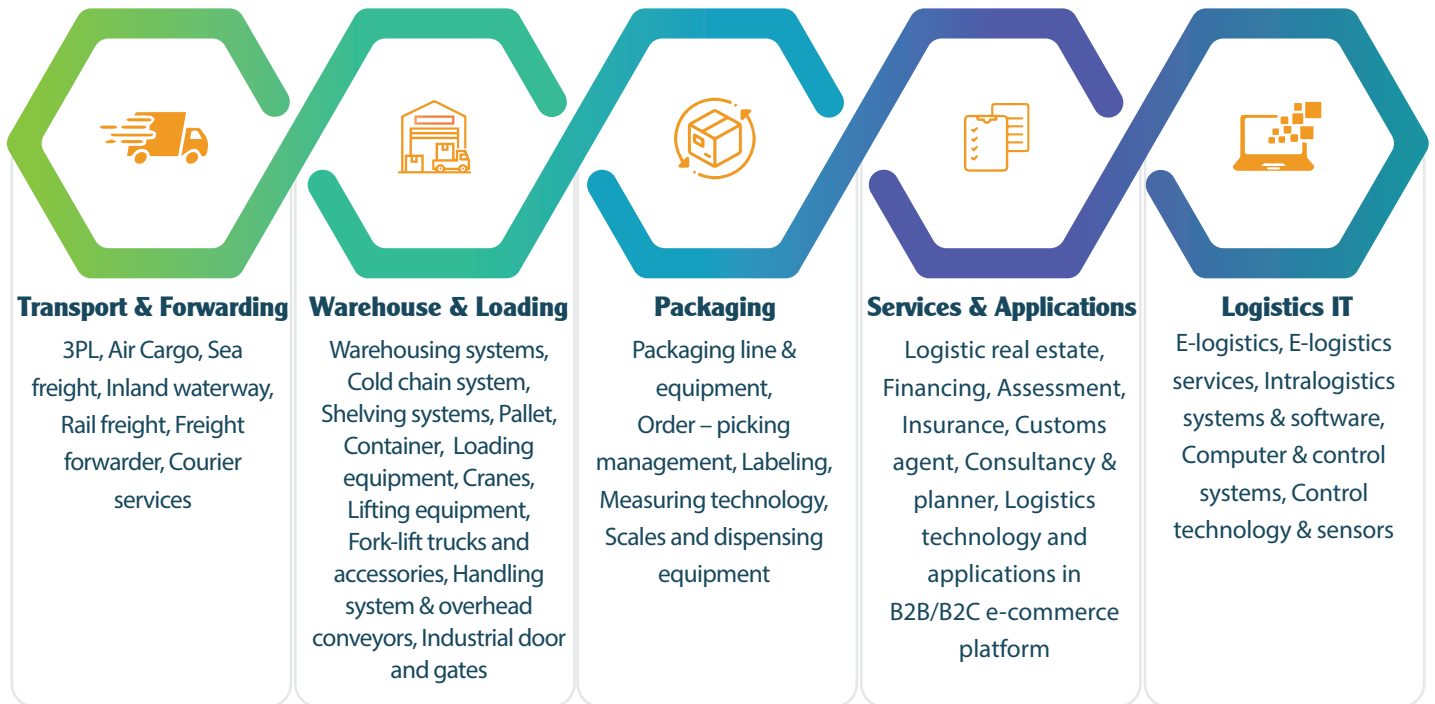 Transport & Forwarding
3PL, Air Cargo, Sea
freight, Inland waterway,
Rail freight, Freight
forwarder, Courier
services
Warehouse & Loading
Warehousing systems,
Cold chain system,
Shelving systems, Pallet,
Container, Loading
equipment, Cranes,
Lifting equipment,
Fork-lift trucks and
accessories, Handling
system & overhead
conveyors, Industrial door
and gates
Packaging
Packaging line &
equipment,
Order – picking
management, Labeling,
Measuring technology,
Scales and dispensing
equipment
Services & Applications
Logistic real estate,
Financing, Assessment,
Insurance, Customs
agent, Consultancy &
planner, Logistics
technology and
applications in
B2B/B2C e-commerce
platform
Logistics IT
E-logistics, E-logistics
services, Intralogistics
systems & software,
Computer & control
systems, Control
technology & sensors